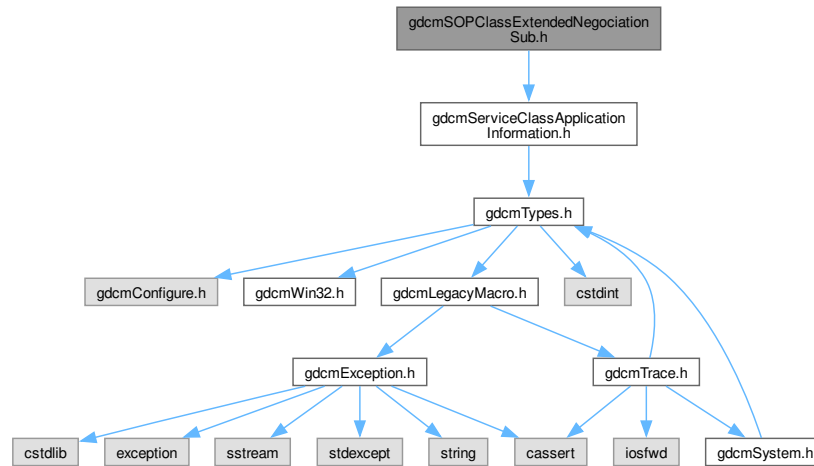 gdcmSOPClassExtendedNegociation
Sub.h
gdcmServiceClassApplication
Information.h
gdcmTypes.h
gdcmConfigure.h
gdcmWin32.h
gdcmLegacyMacro.h
cstdint
gdcmException.h
gdcmTrace.h
cstdlib
exception
sstream
stdexcept
string
cassert
iosfwd
gdcmSystem.h